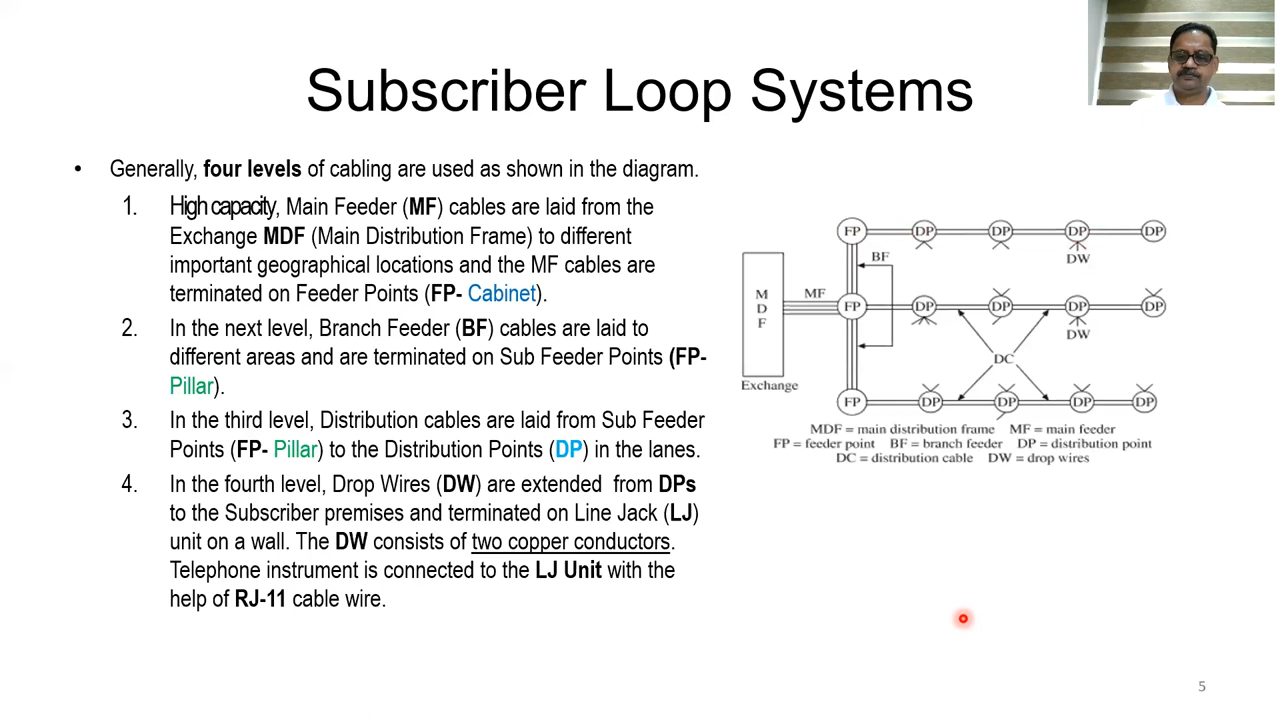 Subscriber Loop Systems
• Generally, four levels of cabling are used as shown in the diagram.
1. High capacity, Main Feeder (MF) cables are laid from the
Exchange MDF (Main Distribution Frame) to different
important geographical locations and the MF cables are
terminated on Feeder Points (FP- Cabinet).
2. In the next level, Branch Feeder (BF) cables are laid to
different areas and are terminated on Sub Feeder Points (FP-
Pillar).
3. In the third level, Distribution cables are laid from Sub Feeder
Points (FP- Pillar) to the Distribution Points (DP) in the lanes.
4. In the fourth level, Drop Wires (DW) are extended from DPs
to the Subscriber premises and terminated on Line Jack (LJ)
unit on a wall. The DW consists of two copper conductors.
Telephone instrument is connected to the LJ Unit with the
help of RJ-11 cable wire.
FP DP DP DP DP
DW
BF
M
D
F
MF
FP DP DP DP DP
DW
DC
Exchange
FP DP DP DP DP
MDF = main distribution frame MF = main feeder
FP = feeder point BF = branch feeder DP = distribution point
DC = distribution cable DW = drop wires
5